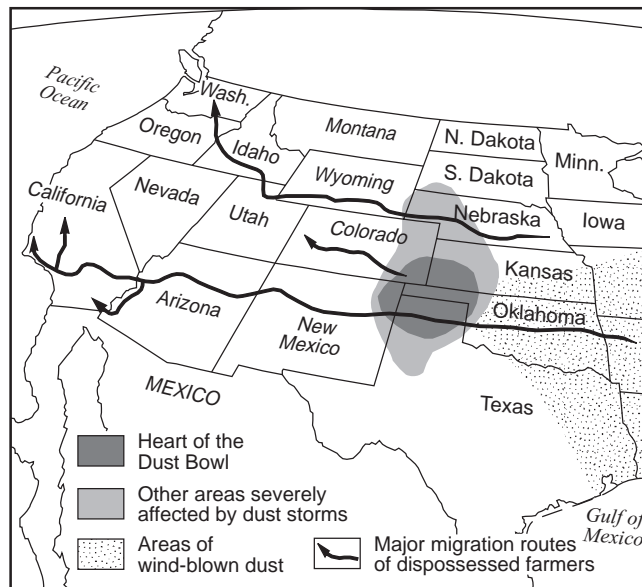 Pacific
Ocean
Wash.
Oregon
Idaho
Montana
N. Dakota
Minn.
S. Dakota
Wyoming
Nebraska
Iowa
California
Nevada
Utah
Colorado
Kansas
Arizona
New
Mexico
Oklahoma
MEXICO
Texas
Gulf of
Mexico
Heart of the
Dust Bowl
Other areas severely
affected by dust storms
Areas of
wind-blown dust
Major migration routes
of dispossessed farmers